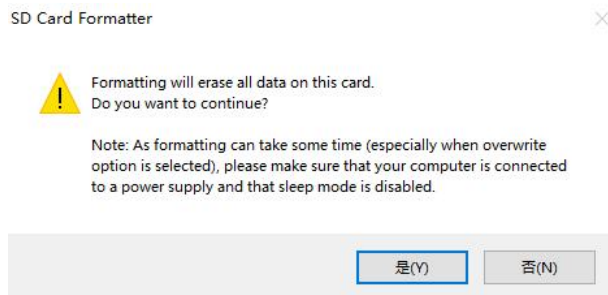 SD Card Formatter
Formatting will erase all data on this card.
Do you want to continue?
Note: As formatting can take some time (especially when overwrite
option is selected), please make sure that your computer is connected
to a power supply and that sleep mode is disabled.
是(Y) 否(N)